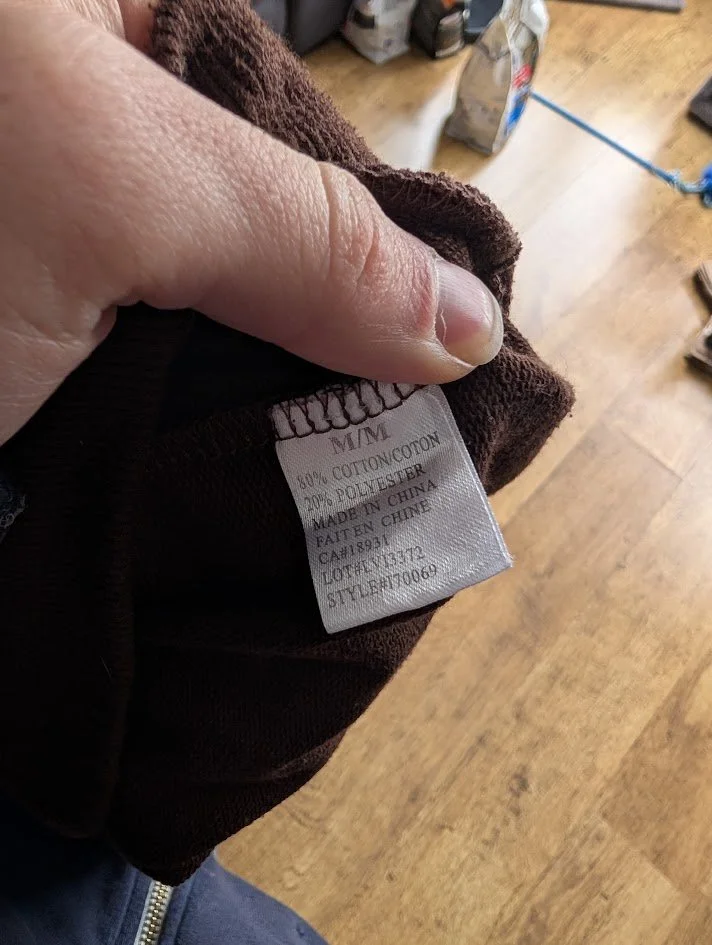 M/M
80% COTTON/COTON
20% POLYESTER
MADE IN CHINA
FAIT EN CHINE
CA#18931
LOT#LV13372
STYLE#I70069